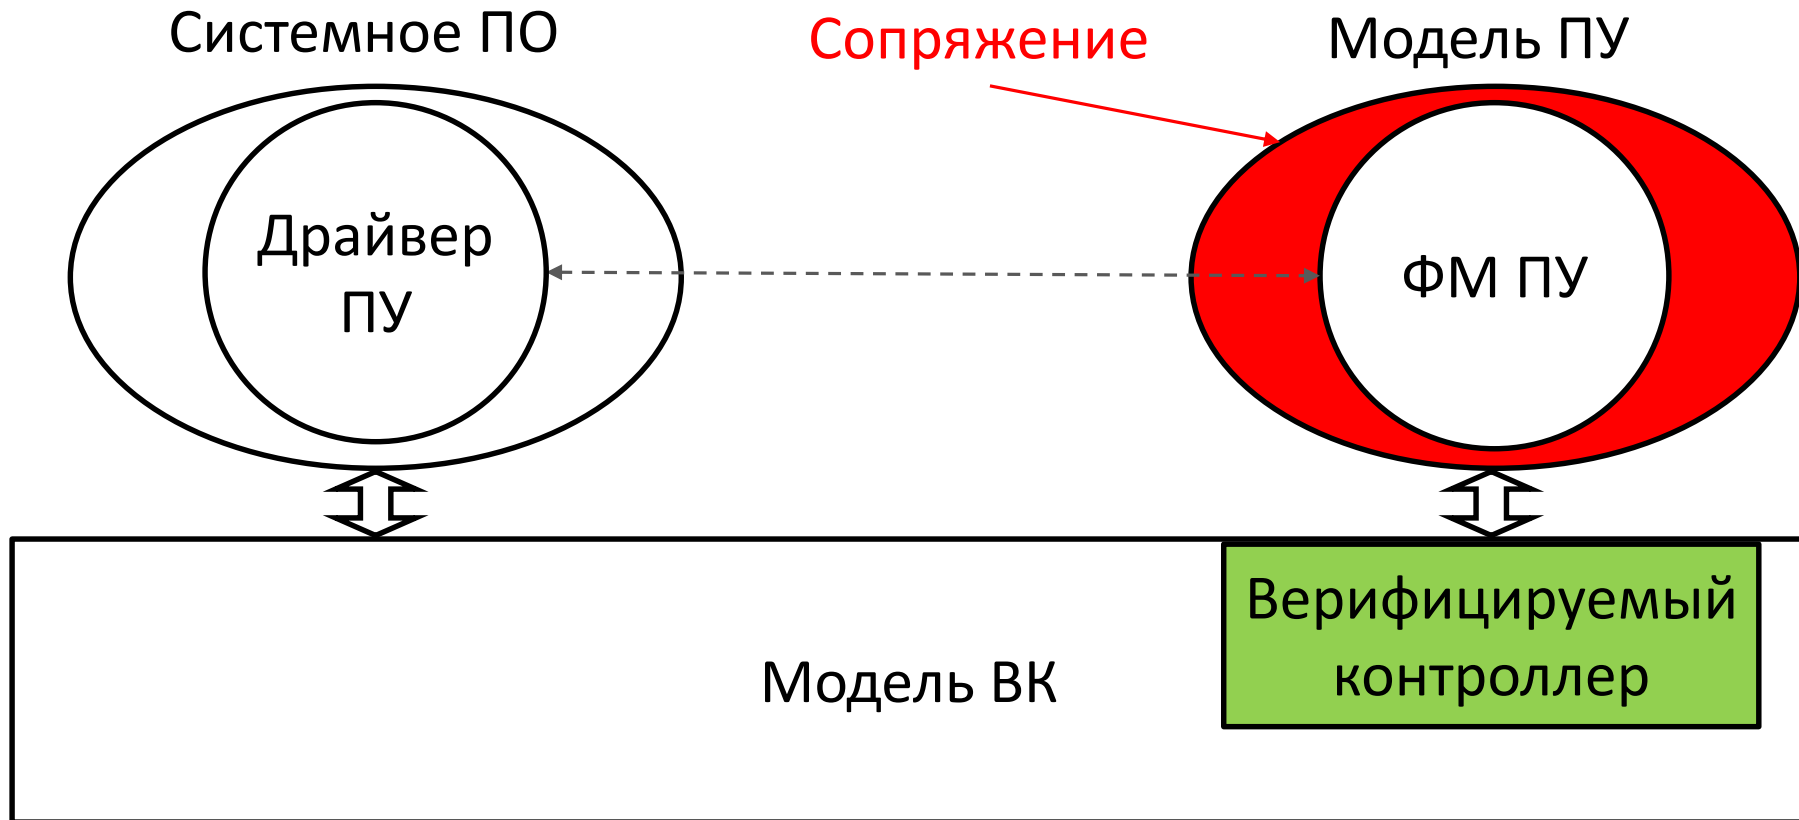 Системное ПО
Сопряжение
Модель ПУ
Драйвер
ПУ
ФМ ПУ
Верифицируемый
контроллер
Модель ВК